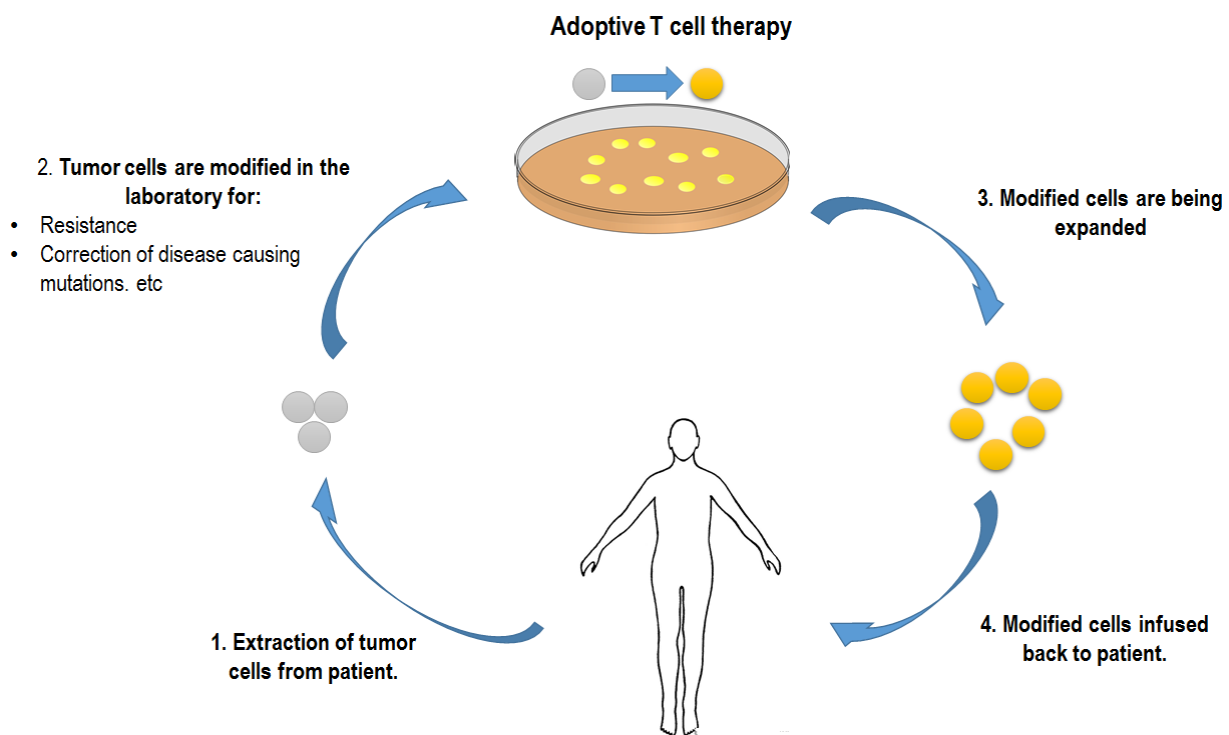 Adoptive T cell therapy
2. Tumor cells are modified in the
laboratory for:
• Resistance
• Correction of disease causing
mutations. etc
3. Modified cells are being
expanded
1. Extraction of tumor
cells from patient.
4. Modified cells infused
back to patient.